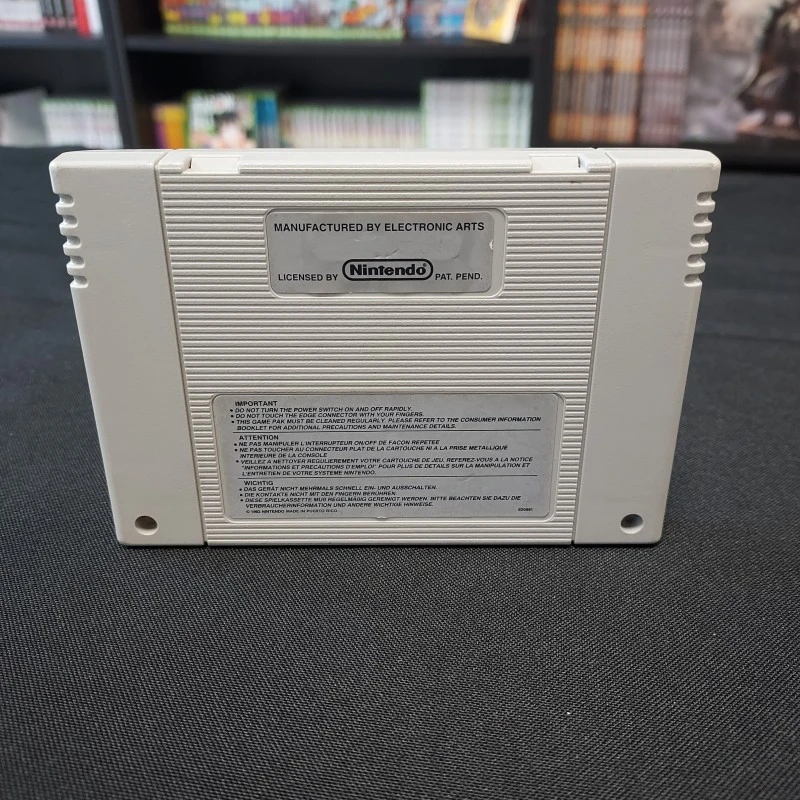 MANUFACTURED BY ELECTRONIC ARTS
LICENSED BY Nintendo® PAT. PEND.
IMPORTANT
• DO NOT TURN THE POWER SWITCH ON AND OFF RAPIDLY.
• DO NOT TOUCH THE EDGE CONNECTOR WITH YOUR FINGERS.
• THIS GAME PAK MUST BE CLEANED REGULARLY. PLEASE REFER TO THE CONSUMER INFORMATION
BOOKLET FOR ADDITIONAL PRECAUTIONS AND MAINTENANCE DETAILS.
ATTENTION
• NE PAS MANIPULER L'INTERRUPTEUR ON/OFF DE FACON REPETEE
• NE PAS TOUCHER AU CONNECTEUR PLAT DE LA CARTOUCHE NI A LA PRISE METALLIQUE
INTERIEURE DE LA CONSOLE
• VEILLEZ A NETTOYER REGULIEREMENT VOTRE CARTOUCHE DE JEU. REFEREZ-VOUS A LA NOTICE
"INFORMATIONS ET PRECAUTIONS D'EMPLOI" POUR PLUS DE DETAILS SUR LA MANIPULATION ET
L'ENTRETIEN DE VOTRE SYSTEME NINTENDO.
WICHTIG
• DAS GERÄT NICHT MEHRMALS SCHNELL EIN- UND AUSSCHALTEN.
• DIE KONTAKTE NICHT MIT DEN FINGERN BERÜHREN.
• DIESE SPIELKASSETTE MUß REGELMÄßIG GEREINIGT WERDEN. BITTE BEACHTEN SIE DAZU DIE
VERBRAUCHERINFORMATION UND ANDERE WICHTIGE HINWEISE.
© 1992 NINTENDO MADE IN PUERTO RICO